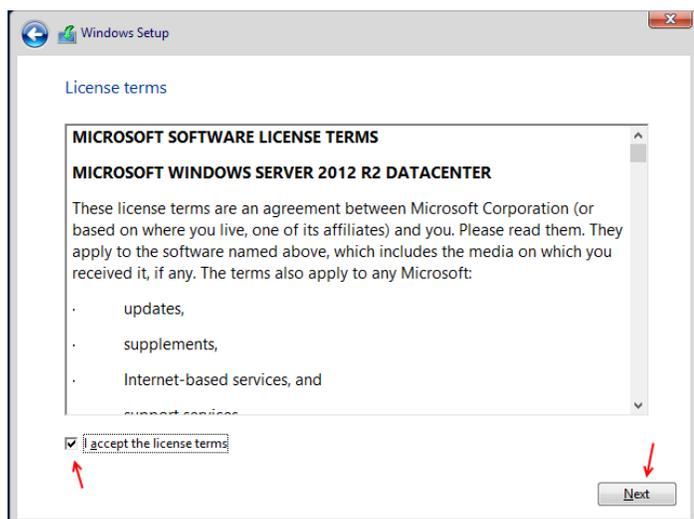 Windows Setup
License terms
MICROSOFT SOFTWARE LICENSE TERMS
MICROSOFT WINDOWS SERVER 2012 R2 DATACENTER
These license terms are an agreement between Microsoft Corporation (or
based on where you live, one of its affiliates) and you. Please read them. They
apply to the software named above, which includes the media on which you
received it, if any. The terms also apply to any Microsoft:
· updates,
· supplements,
· Internet-based services, and
support services
I accept the license terms
Next